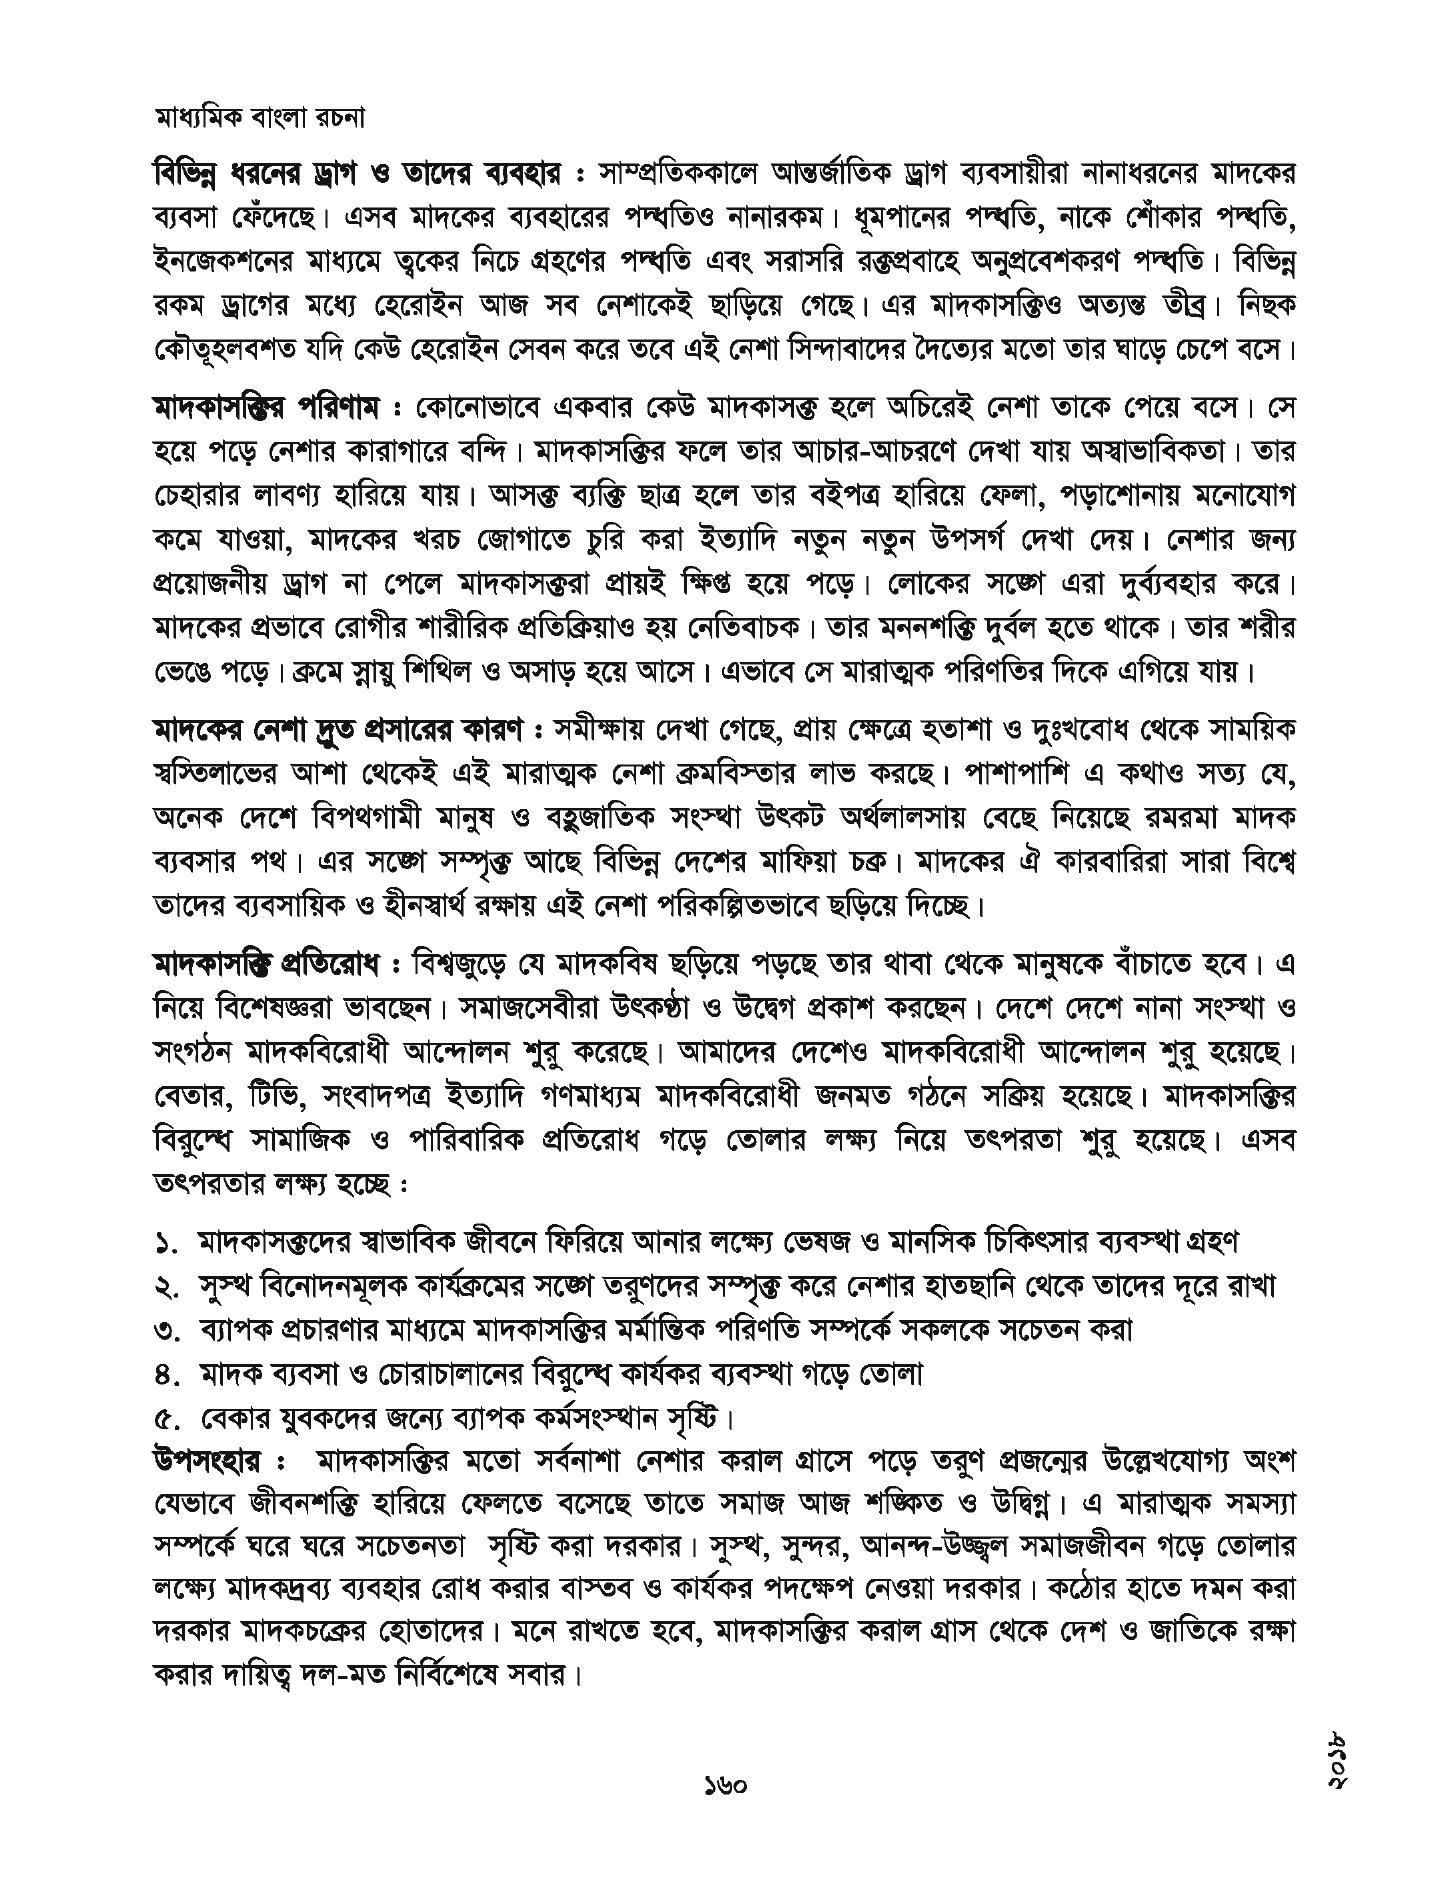 মাধ্যমিক বাংলা রচনা
বিভিন্ন ধরনের ড্রাগ ও তাদের ব্যবহার : সাম্প্রতিককালে আন্তর্জাতিক ড্রাগ ব্যবসায়ীরা নানাধরনের মাদকের
ব্যবসা ফেঁদেছে। এসব মাদকের ব্যবহারের পদ্ধতিও নানারকম। ধূমপানের পদ্ধতি, নাকে শোঁকার পদ্ধতি,
ইনজেকশনের মাধ্যমে ত্বকের নিচে গ্রহণের পদ্ধতি এবং সরাসরি রক্তপ্রবাহে অনুপ্রবেশকরণ পদ্ধতি। বিভিন্ন
রকম ড্রাগের মধ্যে হেরোইন আজ সব নেশাকেই ছাড়িয়ে গেছে। এর মাদকাসক্তিও অত্যন্ত তীব্র। নিছক
কৌতূহলবশত যদি কেউ হেরোইন সেবন করে তবে এই নেশা সিন্দাবাদের দৈত্যের মতো তার ঘাড়ে চেপে বসে।
মাদকাসক্তির পরিণাম : কোনোভাবে একবার কেউ মাদকাসক্ত হলে অচিরেই নেশা তাকে পেয়ে বসে। সে
হয়ে পড়ে নেশার কারাগারে বন্দি। মাদকাসক্তির ফলে তার আচার-আচরণে দেখা যায় অস্বাভাবিকতা। তার
চেহারার লাবণ্য হারিয়ে যায়। আসক্ত ব্যক্তি ছাত্র হলে তার বইপত্র হারিয়ে ফেলা, পড়াশোনায় মনোযোগ
কমে যাওয়া, মাদকের খরচ জোগাতে চুরি করা ইত্যাদি নতুন নতুন উপসর্গ দেখা দেয়। নেশার জন্য
প্রয়োজনীয় ড্রাগ না পেলে মাদকাসক্তরা প্রায়ই ক্ষিপ্ত হয়ে পড়ে। লোকের সঙ্গে এরা দুর্ব্যবহার করে।
মাদকের প্রভাবে রোগীর শারীরিক প্রতিক্রিয়াও হয় নেতিবাচক। তার মননশক্তি দুর্বল হতে থাকে। তার শরীর
ভেঙে পড়ে। ক্রমে স্নায়ু শিথিল ও অসাড় হয়ে আসে। এভাবে সে মারাত্মক পরিণতির দিকে এগিয়ে যায়।
মাদকের নেশা দ্রুত প্রসারের কারণ : সমীক্ষায় দেখা গেছে, প্রায় ক্ষেত্রে হতাশা ও দুঃখবোধ থেকে সাময়িক
স্বস্তিলাভের আশা থেকেই এই মারাত্মক নেশা ক্রমবিস্তার লাভ করছে। পাশাপাশি এ কথাও সত্য যে,
অনেক দেশে বিপথগামী মানুষ ও বহুজাতিক সংস্থা উৎকট অর্থলালসায় বেছে নিয়েছে রমরমা মাদক
ব্যবসার পথ। এর সঙ্গে সম্পৃক্ত আছে বিভিন্ন দেশের মাফিয়া চক্র। মাদকের ঐ কারবারিরা সারা বিশ্বে
তাদের ব্যবসায়িক ও হীনস্বার্থ রক্ষায় এই নেশা পরিকল্পিতভাবে ছড়িয়ে দিচ্ছে।
মাদকাসক্তি প্রতিরোধ : বিশ্বজুড়ে যে মাদকবিষ ছড়িয়ে পড়ছে তার থাবা থেকে মানুষকে বাঁচাতে হবে। এ
নিয়ে বিশেষজ্ঞরা ভাবছেন। সমাজসেবীরা উৎকণ্ঠা ও উদ্বেগ প্রকাশ করছেন। দেশে দেশে নানা সংস্থা ও
সংগঠন মাদকবিরোধী আন্দোলন শুরু করেছে। আমাদের দেশেও মাদকবিরোধী আন্দোলন শুরু হয়েছে।
বেতার, টিভি, সংবাদপত্র ইত্যাদি গণমাধ্যম মাদকবিরোধী জনমত গঠনে সক্রিয় হয়েছে। মাদকাসক্তির
বিরুদ্ধে সামাজিক ও পারিবারিক প্রতিরোধ গড়ে তোলার লক্ষ্য নিয়ে তৎপরতা শুরু হয়েছে। এসব
তৎপরতার লক্ষ্য হচ্ছে :
১. মাদকাসক্তদের স্বাভাবিক জীবনে ফিরিয়ে আনার লক্ষ্যে ভেষজ ও মানসিক চিকিৎসার ব্যবস্থা গ্রহণ
২. সুস্থ বিনোদনমূলক কার্যক্রমের সঙ্গে তরুণদের সম্পৃক্ত করে নেশার হাতছানি থেকে তাদের দূরে রাখা
৩. ব্যাপক প্রচারণার মাধ্যমে মাদকাসক্তির মর্মান্তিক পরিণতি সম্পর্কে সকলকে সচেতন করা
৪. মাদক ব্যবসা ও চোরাচালানের বিরুদ্ধে কার্যকর ব্যবস্থা গড়ে তোলা
৫. বেকার যুবকদের জন্যে ব্যাপক কর্মসংস্থান সৃষ্টি।
উপসংহার : মাদকাসক্তির মতো সর্বনাশা নেশার করাল গ্রাসে পড়ে তরুণ প্রজন্মের উল্লেখযোগ্য অংশ
যেভাবে জীবনশক্তি হারিয়ে ফেলতে বসেছে তাতে সমাজ আজ শঙ্কিত ও উদ্বিগ্ন। এ মারাত্মক সমস্যা
সম্পর্কে ঘরে ঘরে সচেতনতা সৃষ্টি করা দরকার। সুস্থ, সুন্দর, আনন্দ-উজ্জ্বল সমাজজীবন গড়ে তোলার
লক্ষ্যে মাদকদ্রব্য ব্যবহার রোধ করার বাস্তব ও কার্যকর পদক্ষেপ নেওয়া দরকার। কঠোর হাতে দমন করা
দরকার মাদকচক্রের হোতাদের। মনে রাখতে হবে, মাদকাসক্তির করাল গ্রাস থেকে দেশ ও জাতিকে রক্ষা
করার দায়িত্ব দল-মত নির্বিশেষে সবার।
১৬০
২০১৮